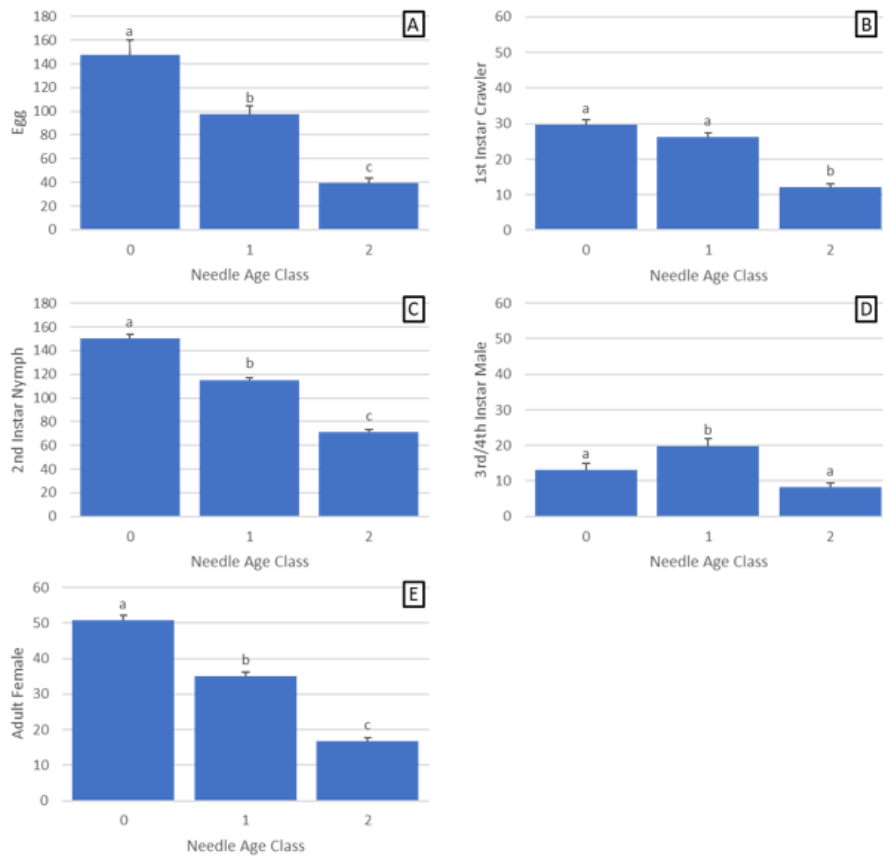 A
Egg
180
160
140
120
100
80
60
40
20
0
a
b
c
0 1 2
Needle Age Class
B
1st Instar Crawler
60
50
40
30
20
10
0
a
a
b
0 1 2
Needle Age Class
C
2nd Instar Nymph
180
160
140
120
100
80
60
40
20
0
a
b
c
0 1 2
Needle Age Class
D
3rd/4th Instar Male
60
50
40
30
20
10
0
a
b
a
0 1 2
Needle Age Class
E
Adult Female
60
50
40
30
20
10
0
a
b
c
0 1 2
Needle Age Class